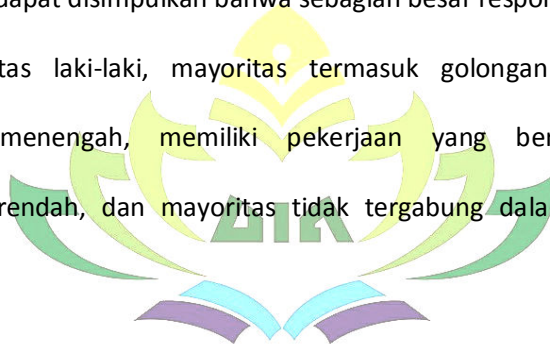 dapat disimpulkan bahwa sebagian besar respon
tas laki-laki, mayoritas termasuk golongan
menengah, memiliki pekerjaan yang ber
rendah, dan mayoritas tidak tergabung dala